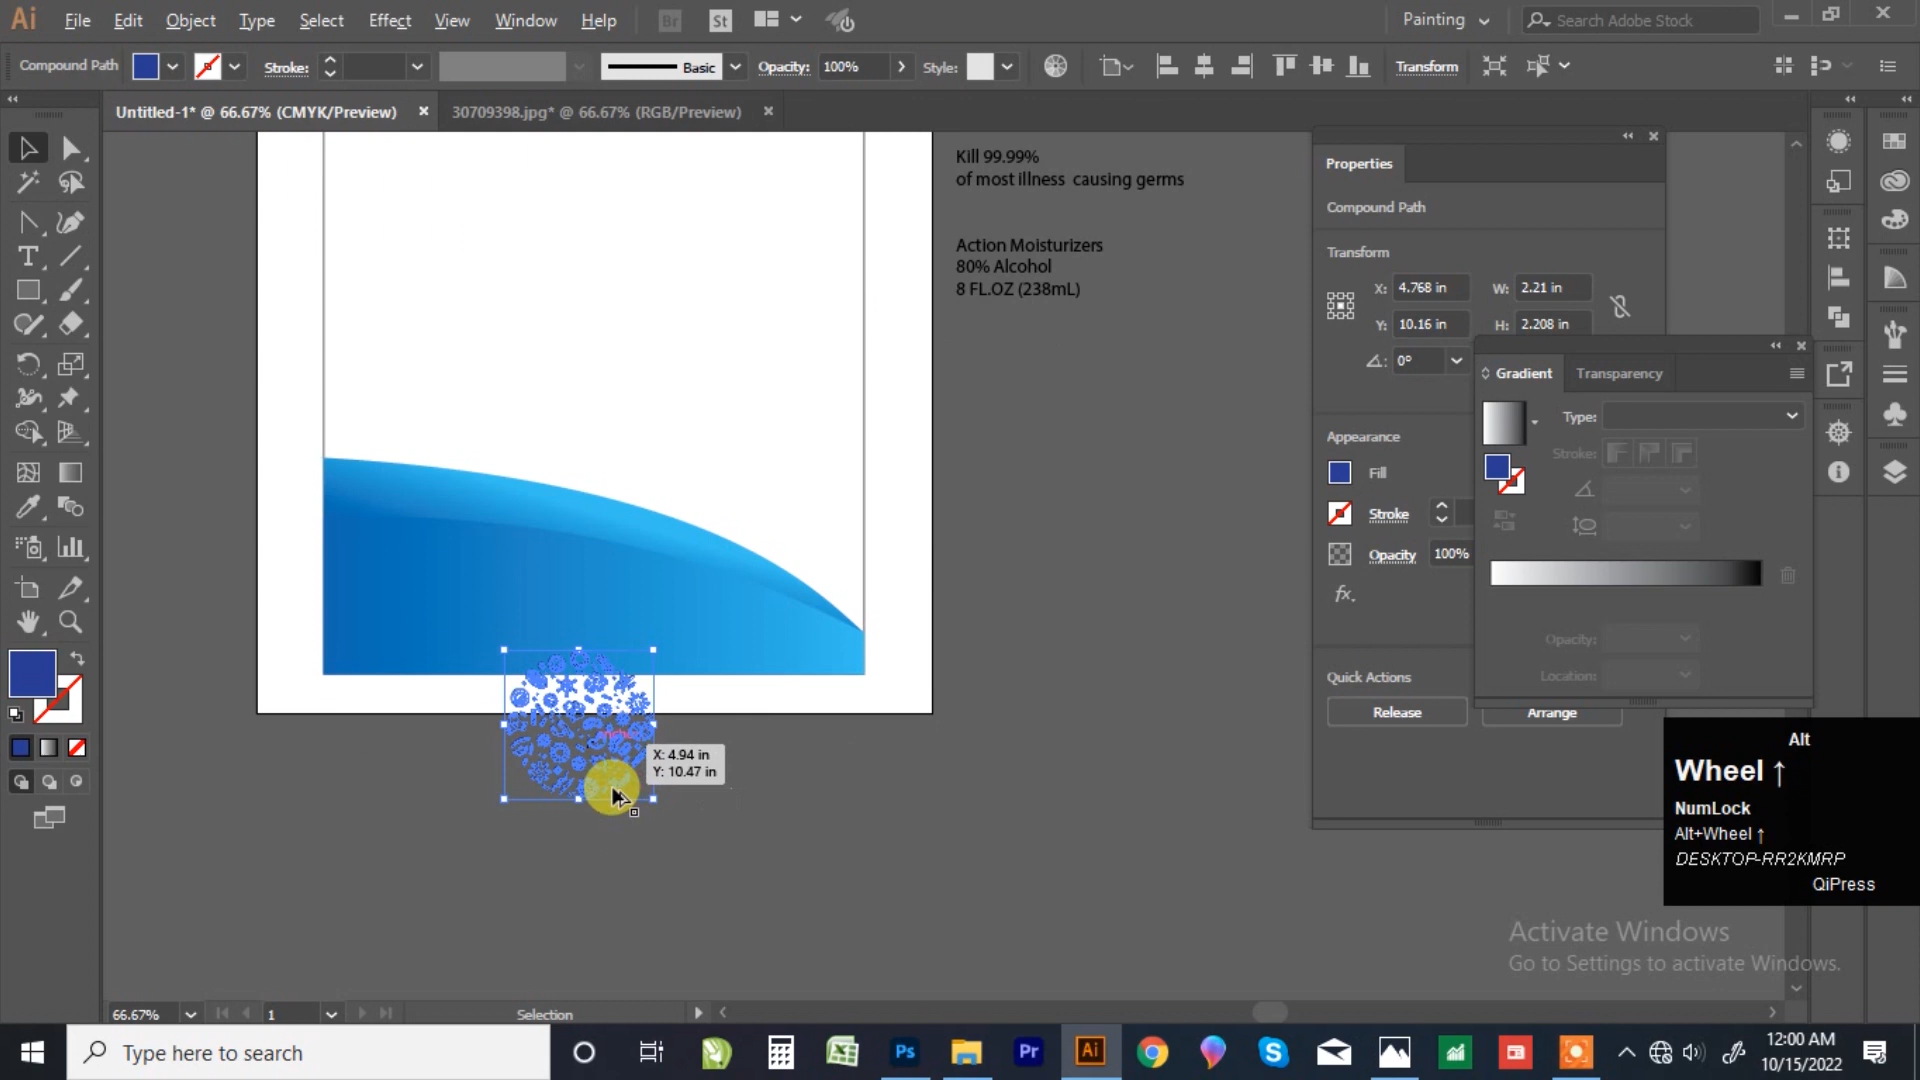 Ai File Edit Object Type Select Effect View Window Help Br St Painting Search Adobe Stock
Compound Path Stroke: Basic Opacity: 100% Style: Transform
Untitled-1* @ 66.67% (CMYK/Preview) 30709398.jpg* @ 66.67% (RGB/Preview)
Kill 99.99%
of most illness causing germs
Action Moisturizers
80% Alcohol
8 FL.OZ (238mL)
X: 4.94 in
Y: 10.47 in
Properties
Compound Path
Transform
X: 4.768 in W: 2.21 in
Y: 10.16 in H: 2.208 in
0°
Appearance
Fill
Stroke
Opacity 100%
fx.
Quick Actions
Release Arrange
Gradient Transparency
Type:
Stroke:
Opacity:
Location:
Alt
Wheel ↑
NumLock
Alt+Wheel ↑
DESKTOP-RR2KMRP
QiPress
Activate Windows
Go to Settings to activate Windows.
66.67% 1 Selection
Type here to search Ps Pr Ai 12:00 AM
10/15/2022